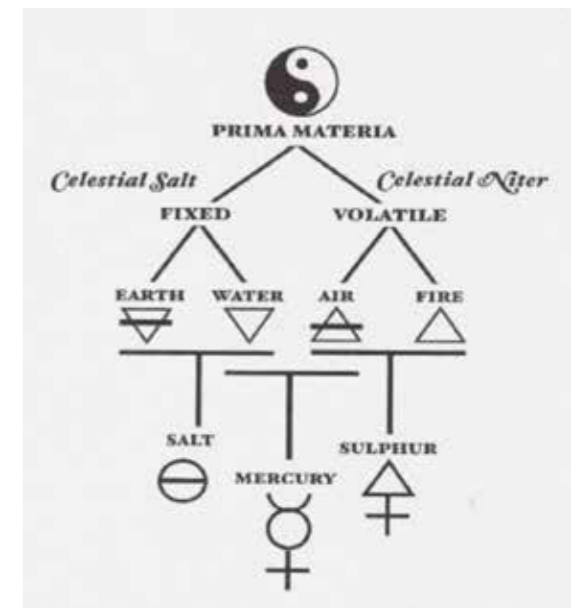 PRIMA MATERIA
Celestial Salt
Celestial Niter
FIXED
VOLATILE
EARTH
WATER
AIR
FIRE
SALT
SULPHUR
MERCURY